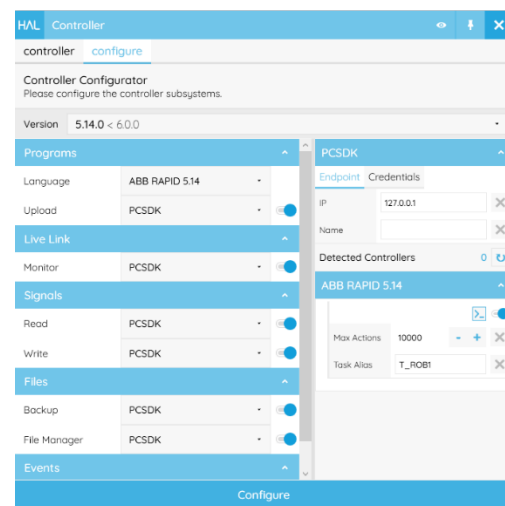 HAL Controller
controller configure
Controller Configurator
Please configure the controller subsystems.
Version 5.14.0 < 6.0.0
Programs
Language ABB RAPID 5.14
Upload PCSDK
Live Link
Monitor PCSDK
Signals
Read PCSDK
Write PCSDK
Files
Backup PCSDK
File Manager PCSDK
Events
PCSDK
Endpoint Credentials
IP 127.0.0.1
Name
Detected Controllers 0
ABB RAPID 5.14
Max Actions 10000 - +
Task Alias T_ROB1
Configure